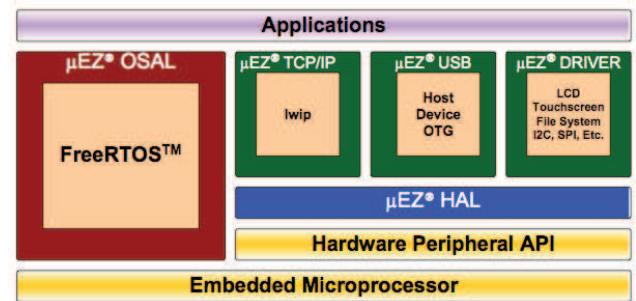 Applications
µEZ® OSAL
FreeRTOS™
µEZ® TCP/IP
lwip
µEZ® USB
Host
Device
OTG
µEZ® DRIVER
LCD
Touchscreen
File System
I2C, SPI, Etc.
µEZ® HAL
Hardware Peripheral API
Embedded Microprocessor